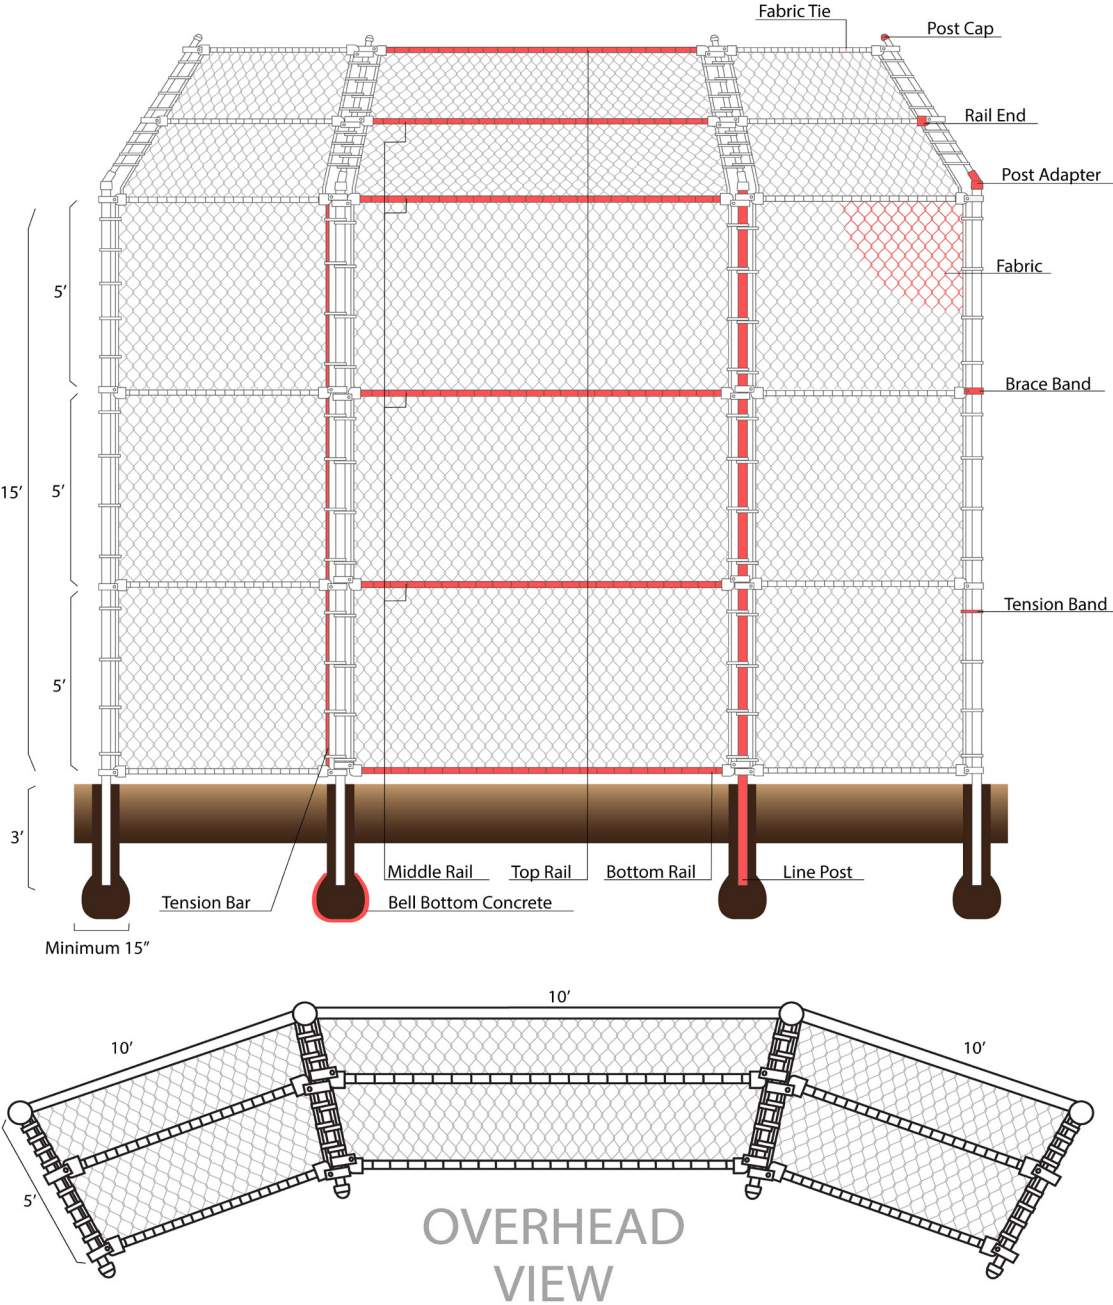 Fabric Tie
Post Cap
Rail End
Post Adapter
Fabric
5’
Brace Band
15’
5’
Tension Band
5’
3’
Middle Rail
Top Rail
Bottom Rail
Line Post
Tension Bar
Bell Bottom Concrete
Minimum 15”
10’
10’
10’
5’
OVERHEAD
VIEW